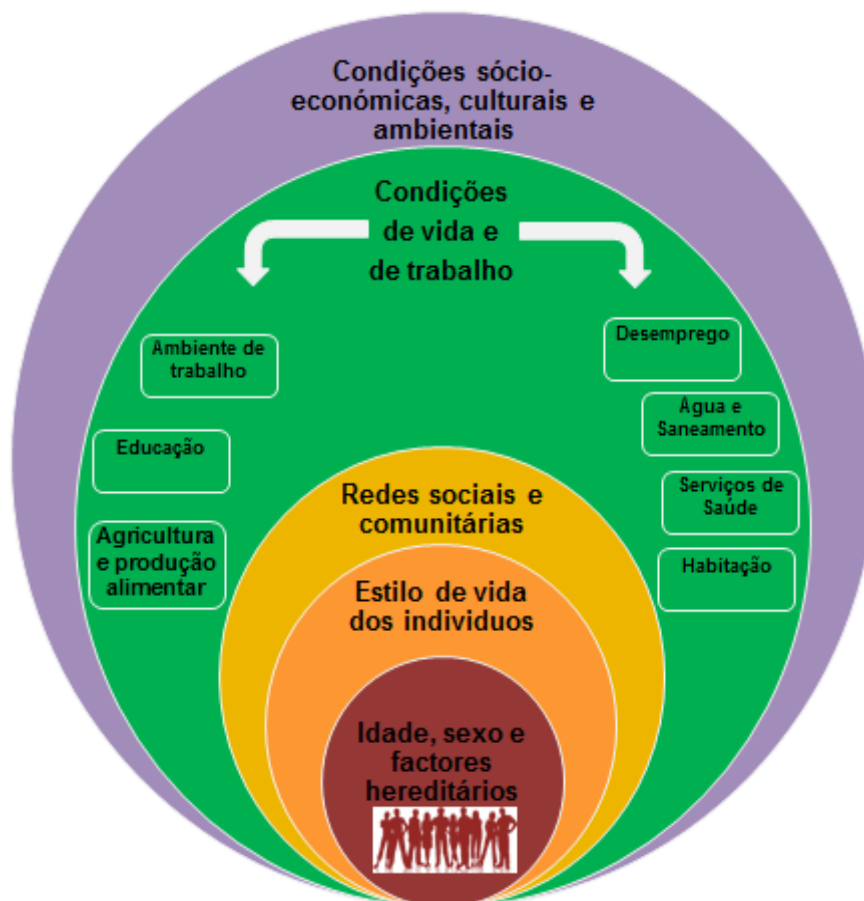 Condições sócio-
económicas, culturais e
ambientais
Condições
de vida e
de trabalho
Ambiente de
trabalho
Educação
Agricultura
e produção
alimentar
Desemprego
Agua e
Saneamento
Serviços de
Saúde
Habitação
Redes sociais e
comunitárias
Estilo de vida
dos individuos
Idade, sexo e
factores
hereditários